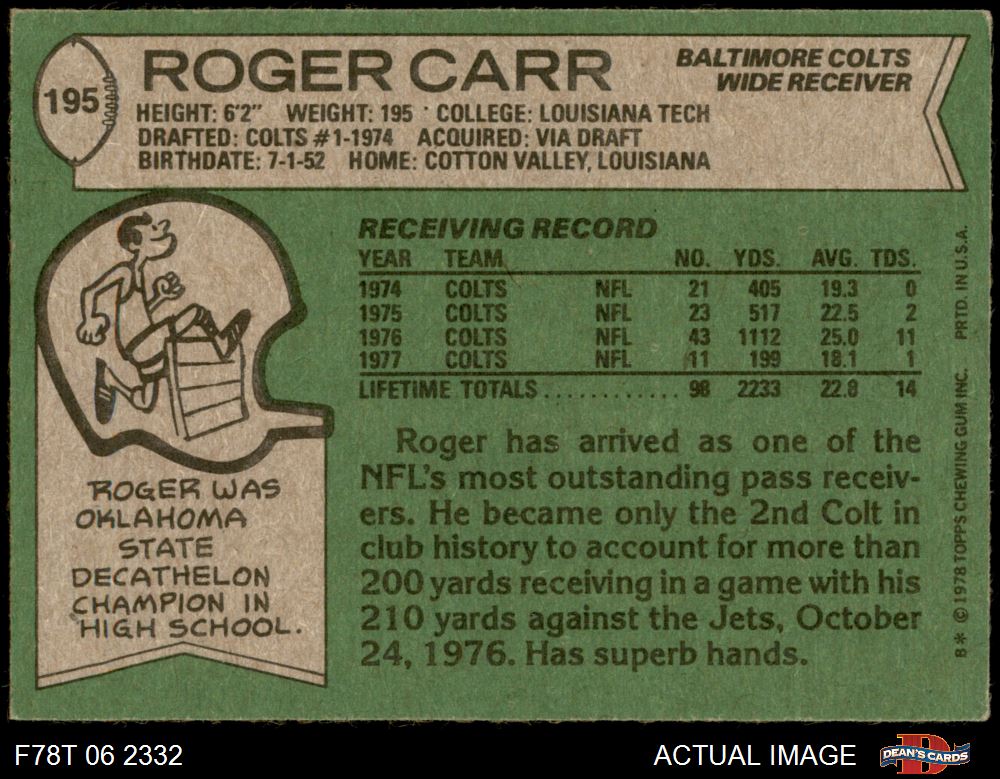 195
ROGER CARR
BALTIMORE COLTS
WIDE RECEIVER
HEIGHT: 6'2" WEIGHT: 195 COLLEGE: LOUISIANA TECH
DRAFTED: COLTS #1-1974 ACQUIRED: VIA DRAFT
BIRTHDATE: 7-1-52 HOME: COTTON VALLEY, LOUISIANA
RECEIVING RECORD
YEAR TEAM NO. YDS. AVG. TDS.
1974 COLTS NFL 21 405 19.3 0
1975 COLTS NFL 23 517 22.5 2
1976 COLTS NFL 43 1112 25.0 11
1977 COLTS NFL 11 199 18.1 1
LIFETIME TOTALS............ 98 2233 22.8 14
Roger has arrived as one of the
NFL's most outstanding pass receiv-
ers. He became only the 2nd Colt in
club history to account for more than
200 yards receiving in a game with his
210 yards against the Jets, October
24, 1976. Has superb hands.
ROGER WAS
OKLAHOMA
STATE
DECATHELON
CHAMPION IN
HIGH SCHOOL.
B* ©1978 TOPPS CHEWING GUM INC. PRTD. IN U.S.A.
F78T 06 2332
ACTUAL IMAGE
D
DEAN'S CARDS